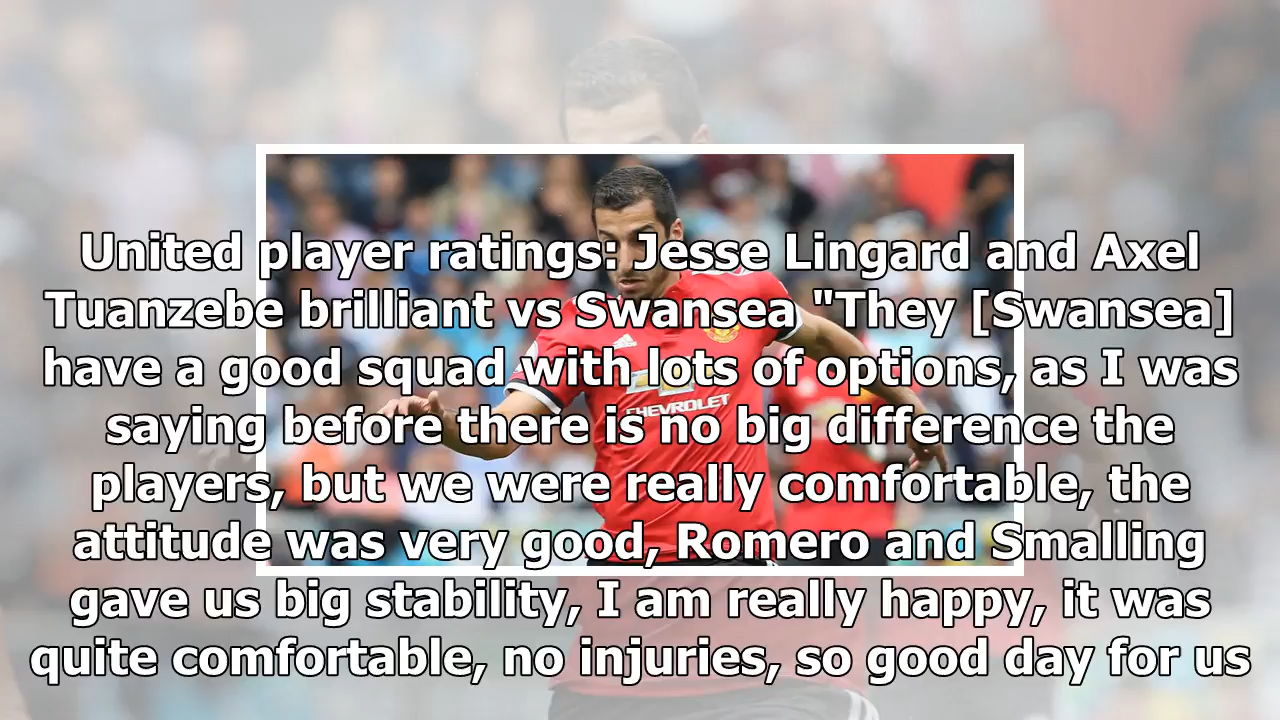 United player ratings: Jesse Lingard and Axel
Tuanzebe brilliant vs Swansea "They [Swansea]
have a good squad with lots of options, as I was
saying before there is no big difference the
players, but we were really comfortable, the
attitude was very good, Romero and Smalling
gave us big stability, I am really happy, it was
quite comfortable, no injuries, so good day for us
CHEVROLET